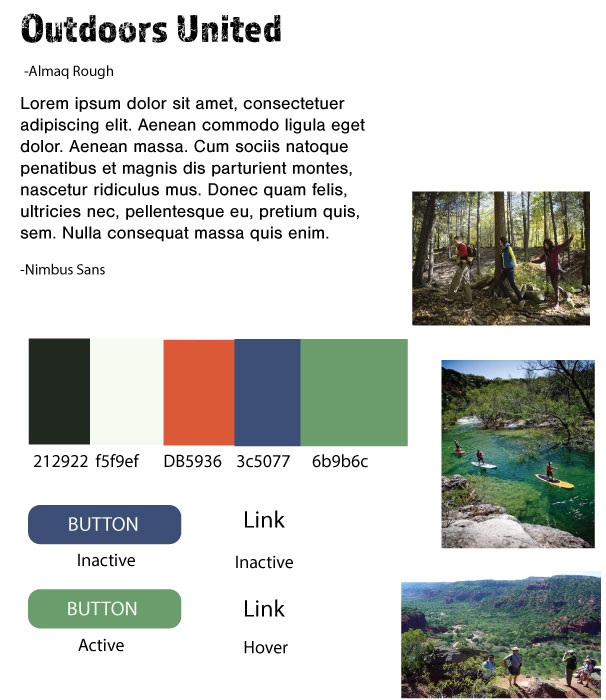 Outdoors United
-Almaq Rough
Lorem ipsum dolor sit amet, consectetuer
adipiscing elit. Aenean commodo ligula eget
dolor. Aenean massa. Cum sociis natoque
penatibus et magnis dis parturient montes,
nascetur ridiculus mus. Donec quam felis,
ultricies nec, pellentesque eu, pretium quis,
sem. Nulla consequat massa quis enim.
-Nimbus Sans
212922 f5f9ef DB5936 3c5077 6b9b6c
BUTTON Link
Inactive Inactive
BUTTON Link
Active Hover